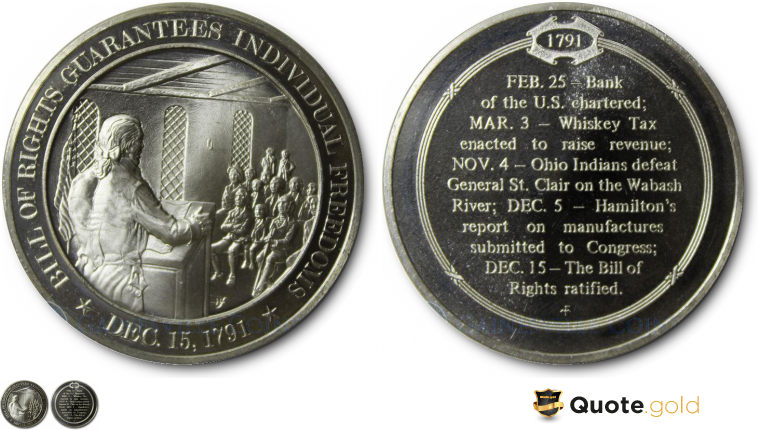 BILL OF RIGHTS GUARANTEES INDIVIDUAL FREEDOMS
★ DEC. 15, 1791 ★
1791
FEB. 25 – Bank
of the U.S. chartered;
MAR. 3 – Whiskey Tax
enacted to raise revenue;
NOV. 4 – Ohio Indians defeat
General St. Clair on the Wabash
River; DEC. 5 – Hamilton's
report on manufactures
submitted to Congress;
DEC. 15 – The Bill of
Rights ratified.
Quote.gold